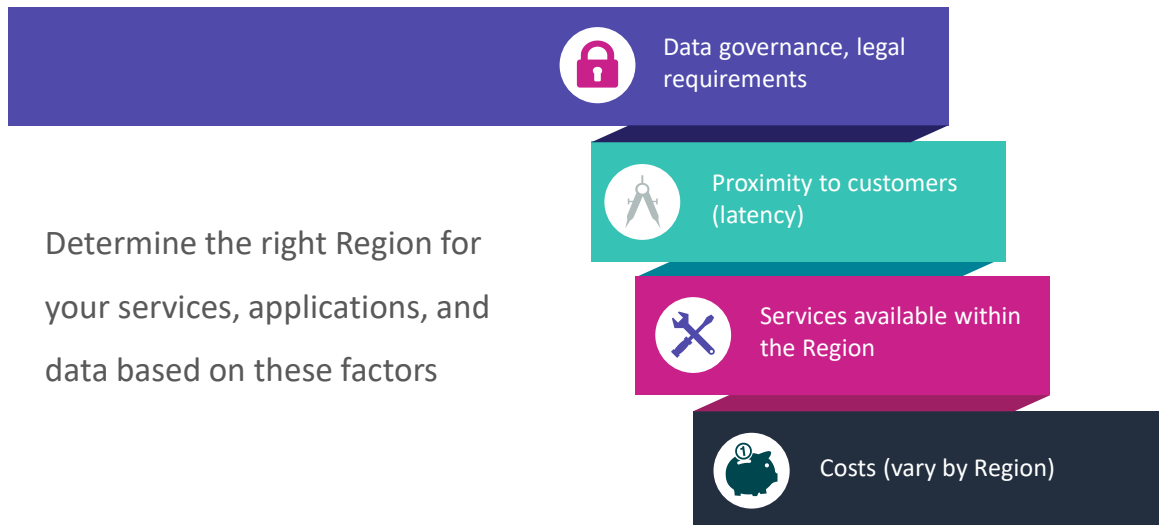 Data governance, legal
requirements
Proximity to customers
(latency)
Determine the right Region for
your services, applications, and
data based on these factors
Services available within
the Region
1
Costs (vary by Region)